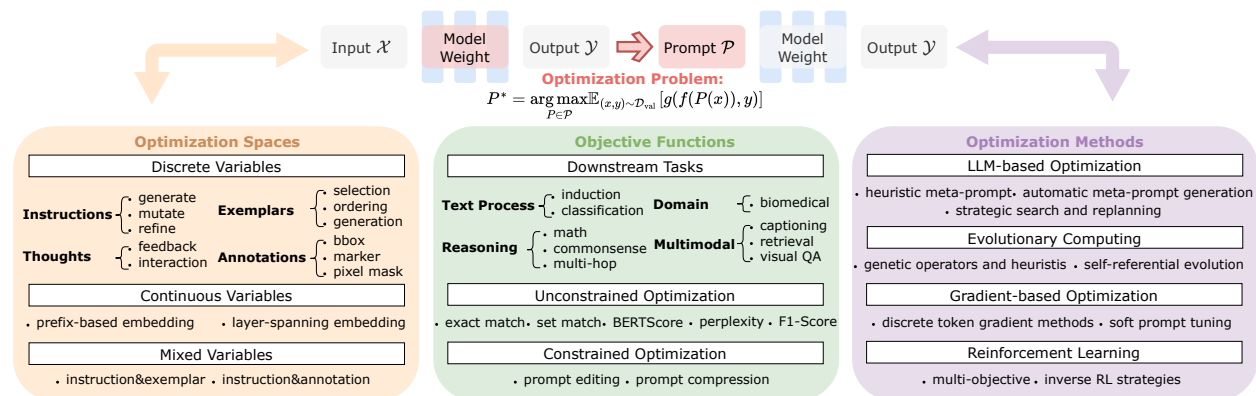 Input 𝒳
Model Weight
Output 𝒴
Prompt 𝒫
Model Weight
Output 𝒴
Optimization Problem:
P* = arg max_{P∈𝒫} 𝔼_{(x,y)∼𝒟_val} [g(f(P(x)), y)]
Optimization Spaces
Discrete Variables
Instructions
• generate
• mutate
• refine
Exemplars
• selection
• ordering
• generation
Thoughts
• feedback
• interaction
Annotations
• bbox
• marker
• pixel mask
Continuous Variables
• prefix-based embedding • layer-spanning embedding
Mixed Variables
• instruction&exemplar • instruction&annotation
Objective Functions
Downstream Tasks
Text Process
• induction
• classification
Domain
• biomedical
Reasoning
• math
• commonsense
• multi-hop
Multimodal
• captioning
• retrieval
• visual QA
Unconstrained Optimization
• exact match • set match • BERTScore • perplexity • F1-Score
Constrained Optimization
• prompt editing • prompt compression
Optimization Methods
LLM-based Optimization
• heuristic meta-prompt • automatic meta-prompt generation
• strategic search and replanning
Evolutionary Computing
• genetic operators and heuristis • self-referential evolution
Gradient-based Optimization
• discrete token gradient methods • soft prompt tuning
Reinforcement Learning
• multi-objective • inverse RL strategies